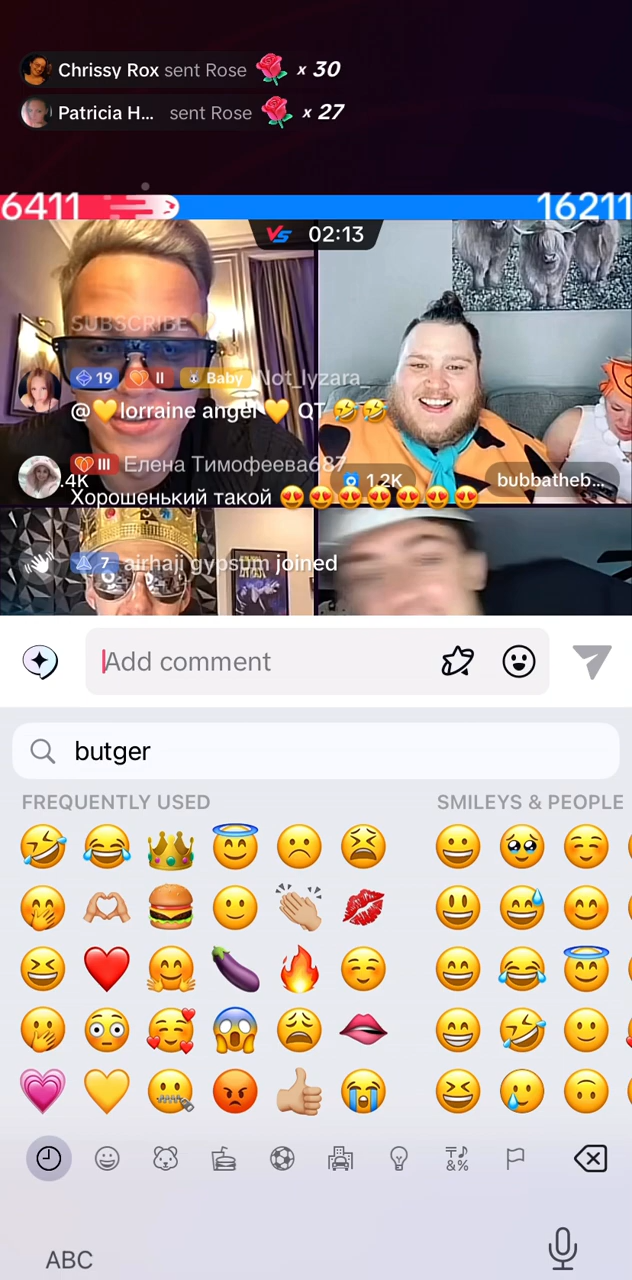 Chrissy Rox sent Rose x 30
Patricia H... sent Rose x 27
6411 16211
VS 02:13
SUBSCRIBE
19 II Baby Not_lyzara_
@💛lorraine angel💛 QT🤣🤣
III Елена Тимофеева687
.4K
Хорошенький такой 😍😍😍😍😍😍😍
1.2K
bubbatheb...
7 airhaji gypsum joined
Add comment
butger
FREQUENTLY USED SMILEYS & PEOPLE
ABC